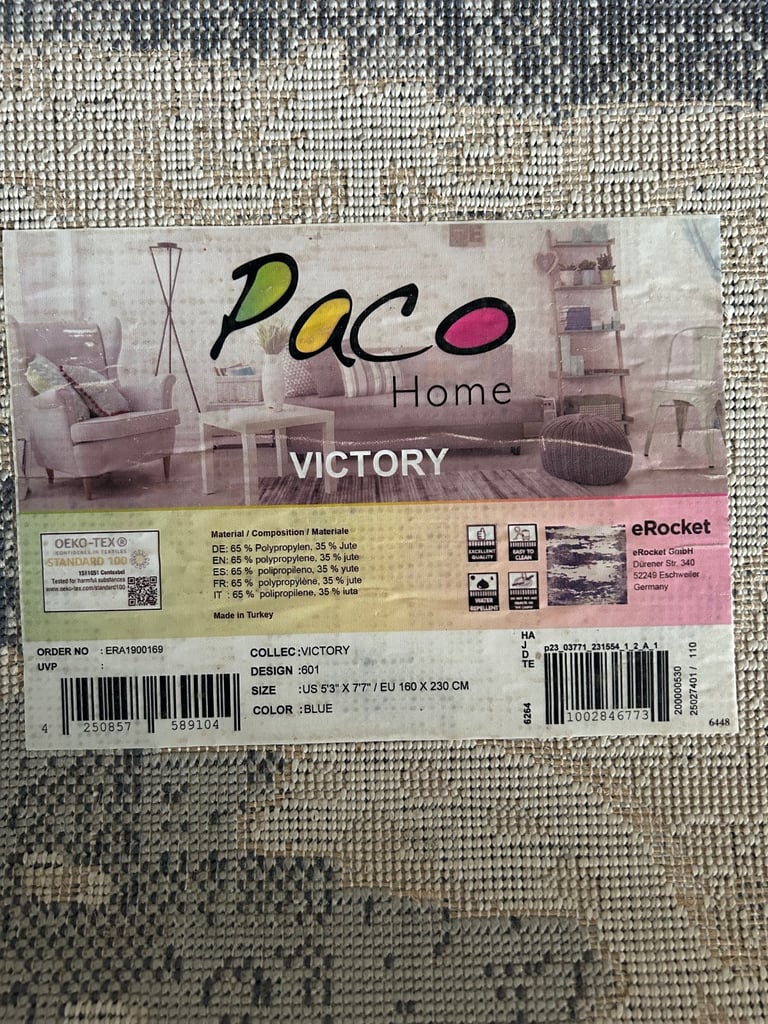 Paco
Home
VICTORY
OEKO-TEX®
CONFIDENCE IN TEXTILES
STANDARD 100
1511051 Centexbel
Tested for harmful substances
www.oeko-tex.com/standard100
Material / Composition / Materiale
DE: 65 % Polypropylen, 35 % Jute
EN: 65 % polypropylene, 35 % jute
ES: 65 % polipropileno, 35 % yute
FR: 65 % polypropylène, 35 % jute
IT : 65 % polipropilene, 35 % iuta
Made in Turkey
EXCELLENT
QUALITY
EASY TO
CLEAN
WATER
REPELLENT
eRocket
eRocket GmbH
Dürener Str. 340
52249 Eschweiler
Germany
ORDER NO : ERA1900169
UVP :
4 250857 589104
COLLEC :VICTORY
DESIGN :601
SIZE :US 5'3" X 7'7" / EU 160 X 230 CM
COLOR :BLUE
HA
J
D
TE
6264
p23_03771_231554_1_2_A_1
1002846773
200000530
25027401 / 110
6448